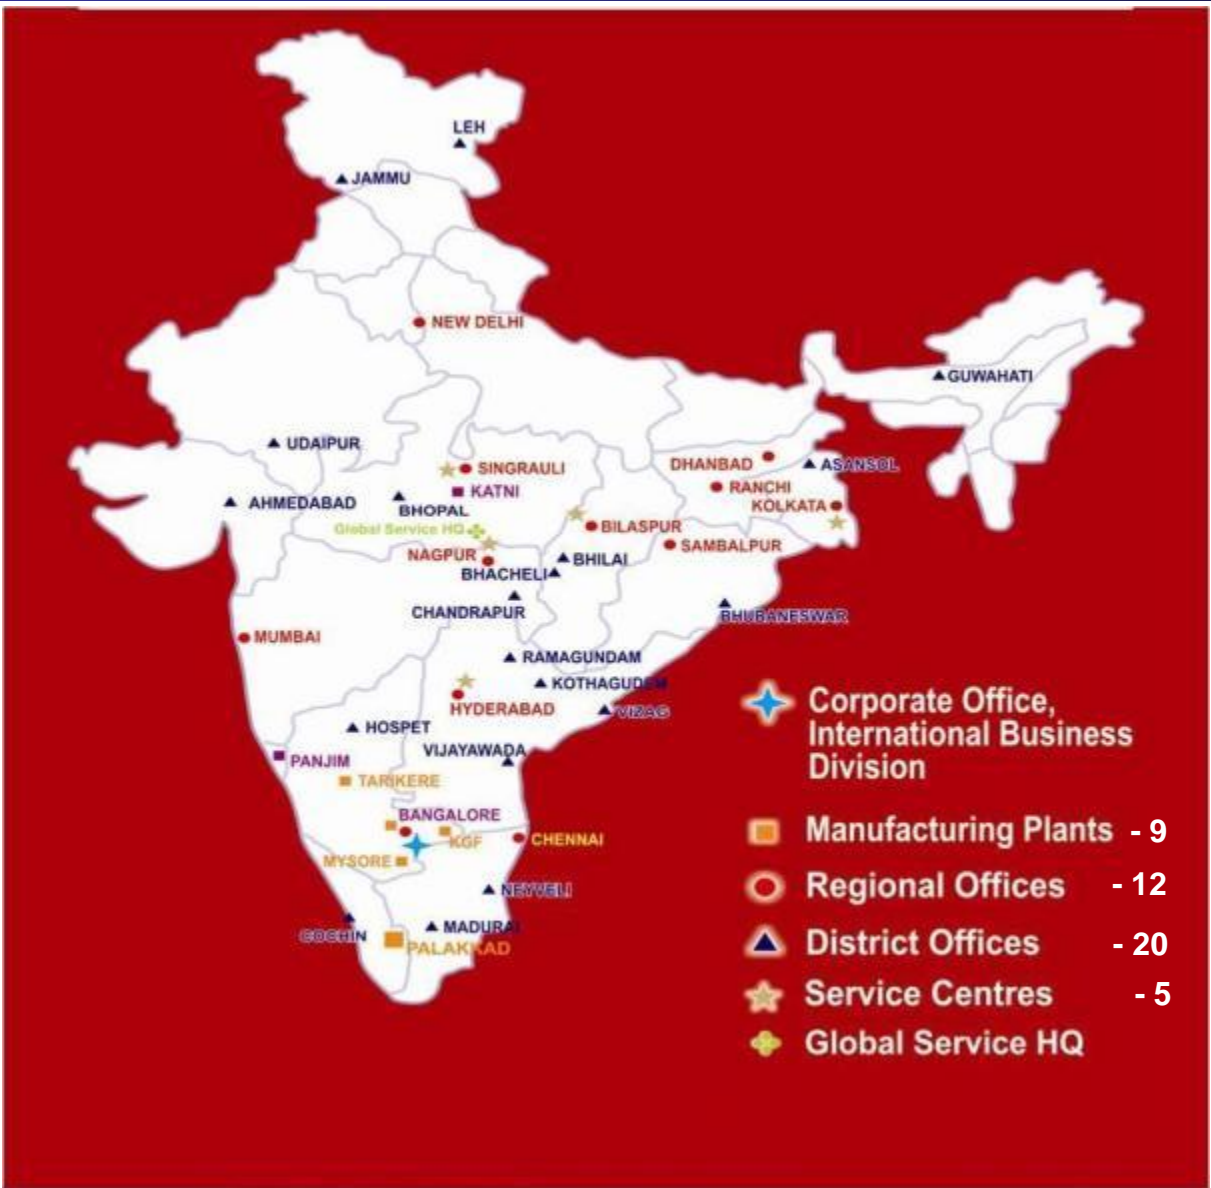 LEH
JAMMU
NEW DELHI
GUWAHATI
UDAIPUR
DHANBAD
ASANSOL
SINGRAULI
RANCHI
KATNI
AHMEDABAD
BHOPAL
KOLKATA
Global Service HQ
BILASPUR
SAMBALPUR
NAGPUR
BHILAI
BHACHELI
CHANDRAPUR
BHUBANESWAR
MUMBAI
RAMAGUNDAM
KOTHAGUDEM
HYDERABAD
VIZAG
HOSPET
VIJAYAWADA
PANJIM
TARIKERE
BANGALORE
KGF
CHENNAI
MYSORE
NEYVELI
MADURAI
COCHIN
PALAKKAD
Corporate Office,
International Business
Division
Manufacturing Plants - 9
Regional Offices - 12
District Offices - 20
Service Centres - 5
Global Service HQ